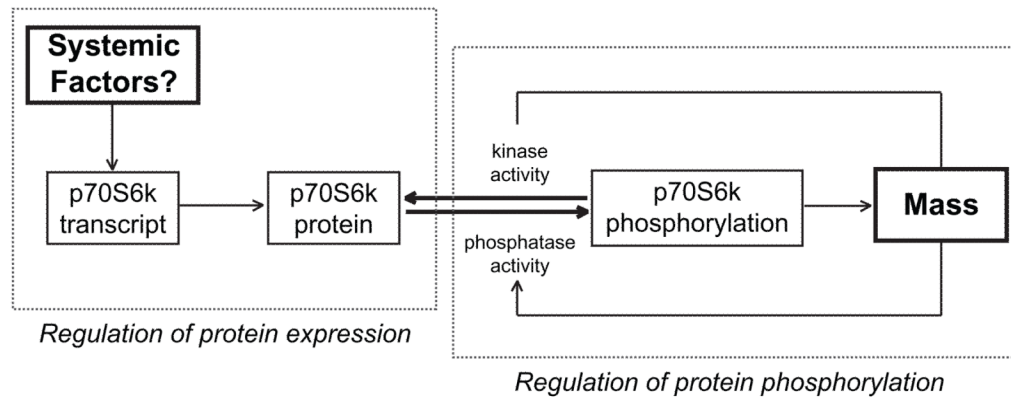 Systemic
Factors?
p70S6k
transcript
p70S6k
protein
kinase
activity
phosphatase
activity
p70S6k
phosphorylation
Mass
Regulation of protein expression
Regulation of protein phosphorylation